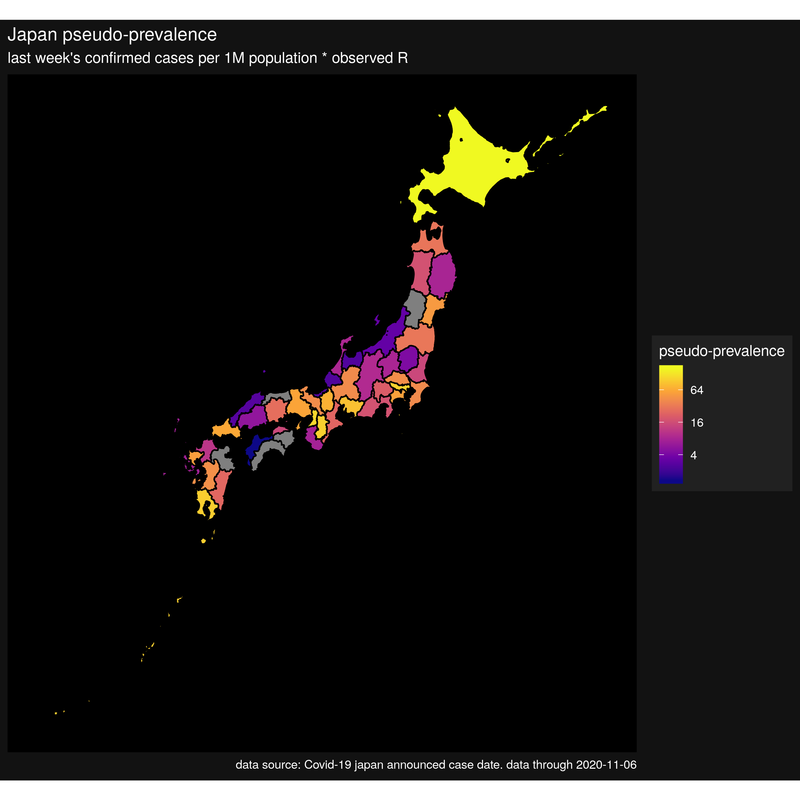 Japan pseudo-prevalence
last week's confirmed cases per 1M population * observed R
pseudo-prevalence
64
16
4
data source: Covid-19 japan announced case date. data through 2020-11-06